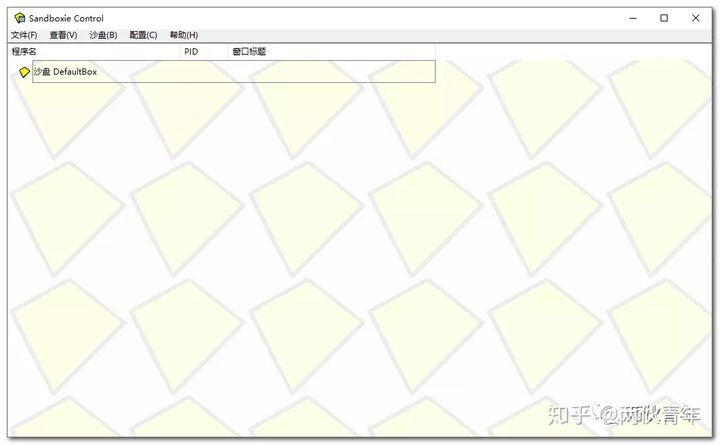 Sandboxie Control
文件(F) 查看(V) 沙盘(B) 配置(C) 帮助(H)
程序名 PID 窗口标题
沙盘 DefaultBox
知乎 @两伙青年